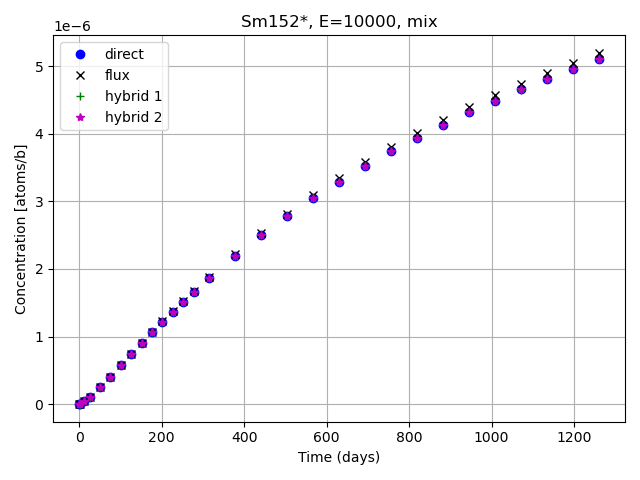 Sm152*, E=10000, mix
1e−6
direct
flux
hybrid 1
hybrid 2
5
4
3
2
1
0
Concentration [atoms/b]
0 200 400 600 800 1000 1200
Time (days)